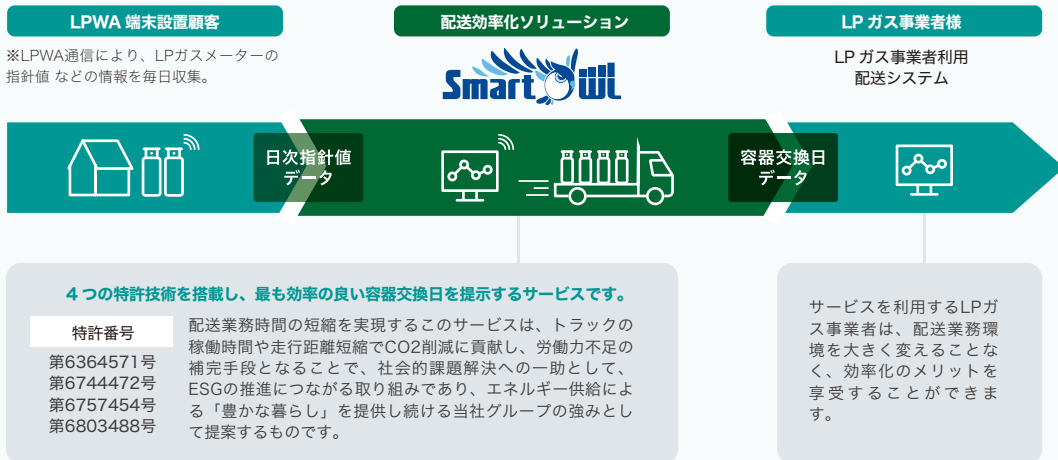 LPWA 端末設置顧客
※LPWA通信により、LPガスメーターの
指針値 などの情報を毎日収集。
配送効率化ソリューション
Smart Owl
LP ガス事業者様
LP ガス事業者利用
配送システム
日次指針値
データ
容器交換日
データ
4つの特許技術を搭載し、最も効率の良い容器交換日を提示するサービスです。
特許番号
第6364571号
第6744472号
第6757454号
第6803488号
配送業務時間の短縮を実現するこのサービスは、トラックの
稼働時間や走行距離短縮でCO2削減に貢献し、労働力不足の
補完手段となることで、社会的課題解決への一助として、
ESGの推進につながる取り組みであり、エネルギー供給によ
る「豊かな暮らし」を提供し続ける当社グループの強みとし
て提案するものです。
サービスを利用するLPガ
ス事業者は、配送業務環
境を大きく変えることな
く、効率化のメリットを
享受することができま
す。